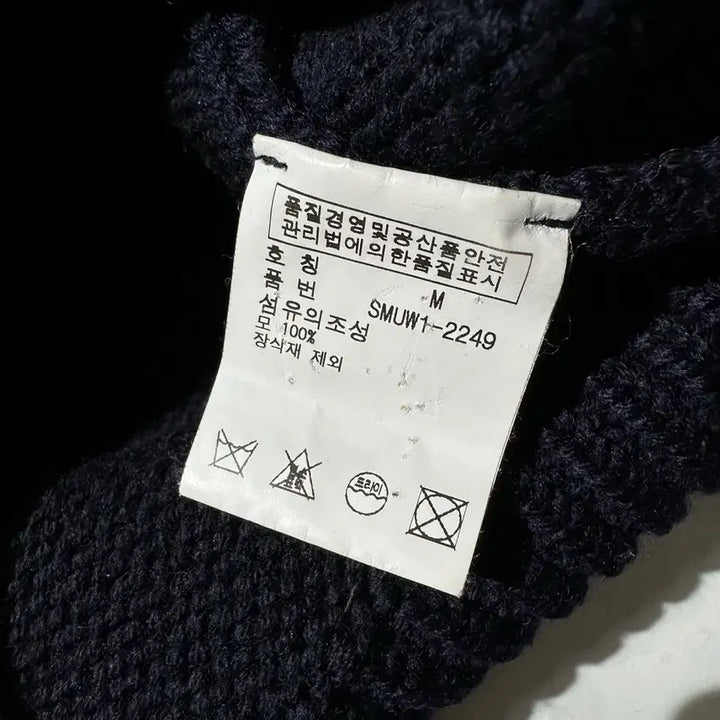 품질경영및공산품안전
관리법에의한품질표시
호 칭 M
품 번 SMUW1-2249
섬유의조성
모 100%
장식재 제외
드라이